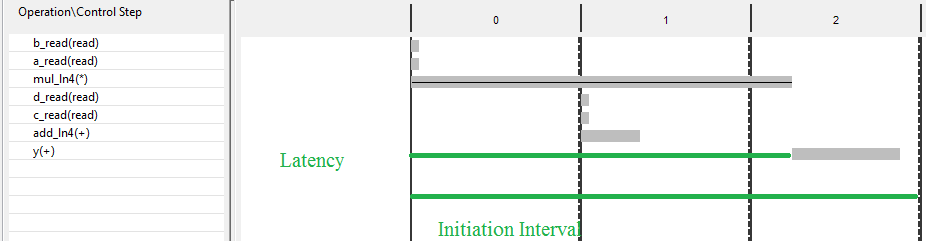 Operation\Control Step
0 1 2
b_read(read)
a_read(read)
mul_ln4(*)
d_read(read)
c_read(read)
add_ln4(+)
y(+)
Latency
Initiation Interval